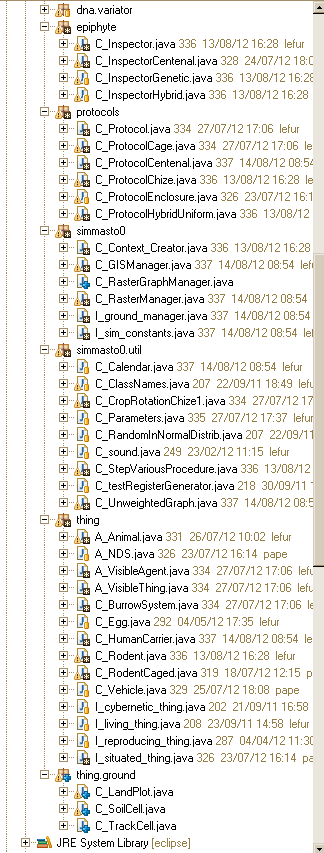 dna.variator
epiphyte
C_Inspector.java 336 13/08/12 16:28 lefur
C_InspectorCentenal.java 328 24/07/12 18:0
C_InspectorGenetic.java 336 13/08/12 16:28
C_InspectorHybrid.java 336 13/08/12 16:28
protocols
C_Protocol.java 334 27/07/12 17:06 lefur
C_ProtocolCage.java 334 27/07/12 17:06 le
C_ProtocolCentenal.java 337 14/08/12 08:54
C_ProtocolChize.java 336 13/08/12 16:28 le
C_ProtocolEnclosure.java 326 23/07/12 16:1
C_ProtocolHybridUniform.java 336 13/08/12
simmasto0
C_Context_Creator.java 336 13/08/12 16:28
C_GISManager.java 337 14/08/12 08:54 lefur
C_RasterGraphManager.java
C_RasterManager.java 337 14/08/12 08:54
I_ground_manager.java 337 14/08/12 08:54
I_sim_constants.java 337 14/08/12 08:54
simmasto0.util
C_Calendar.java 337 14/08/12 08:54 lefur
C_ClassNames.java 207 22/09/11 18:49 lefu
C_CropRotationChize1.java 334 27/07/12
C_Parameters.java 335 27/07/12 17:37 lefur
C_RandomInNormalDistrib.java 207 22/09/11
C_sound.java 249 23/02/12 11:15 lefur
C_StepVariousProcedure.java 336 13/08/12
C_testRegisterGenerator.java 218 30/09/11
C_UnweightedGraph.java 337 14/08/12 08:5
thing
A_Animal.java 331 26/07/12 10:02 lefur
A_NDS.java 326 23/07/12 16:14 pape
A_VisibleAgent.java 334 27/07/12 17:06 lefu
A_VisibleThing.java 334 27/07/12 17:06 lefur
C_BurrowSystem.java 334 27/07/12 17:06 le
C_Egg.java 292 04/05/12 17:35 lefur
C_HumanCarrier.java 337 14/08/12 08:54 le
C_Rodent.java 336 13/08/12 16:28 lefur
C_RodentCaged.java 319 18/07/12 12:15 p
C_Vehicle.java 329 25/07/12 18:08 pape
I_cybernetic_thing.java 202 21/09/11 16:58
I_living_thing.java 208 23/09/11 14:58 lefur
I_reproducing_thing.java 287 04/04/12 11:30
I_situated_thing.java 326 23/07/12 16:14 pa
thing.ground
C_LandPlot.java
C_SoilCell.java
C_TrackCell.java
JRE System Library [eclipse]